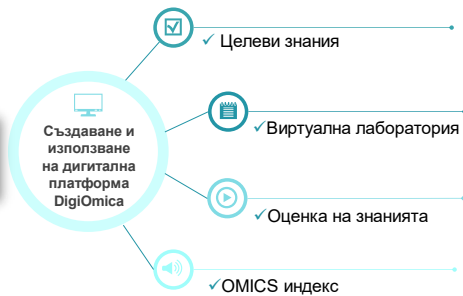 ✓ Целеви знания
✓Виртуална лаборатория
Създаване и
използване
на дигитална
платформа
DigiOmica
✓Оценка на знанията
✓OMICS индекс